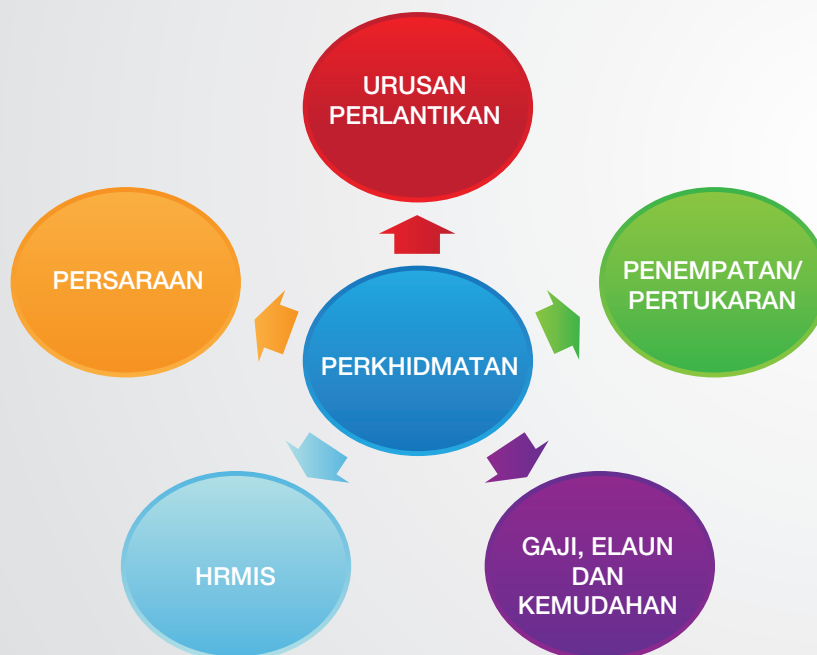 URUSAN
PERLANTIKAN
PERSARAAN
PENEMPATAN/
PERTUKARAN
PERKHIDMATAN
HRMIS
GAJI, ELAUN
DAN
KEMUDAHAN